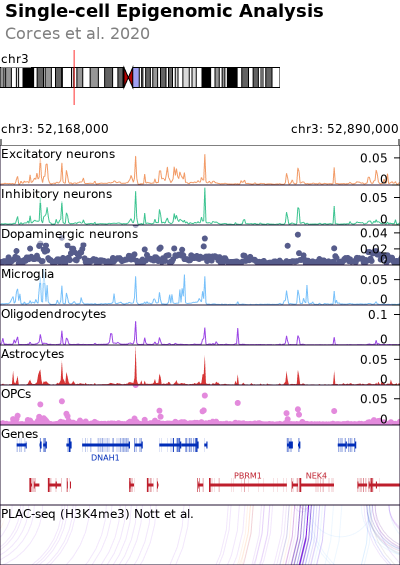 Single-cell Epigenomic Analysis
Corces et al. 2020
chr3
chr3: 52,168,000 chr3: 52,890,000
Excitatory neurons 0.05
0
Inhibitory neurons 0.05
0
Dopaminergic neurons 0.04
0.02
0
Microglia 0.05
0
Oligodendrocytes 0.1
0
Astrocytes 0.05
0
OPCs 0.05
0
Genes
DNAH1
PBRM1 NEK4
PLAC-seq (H3K4me3) Nott et al.